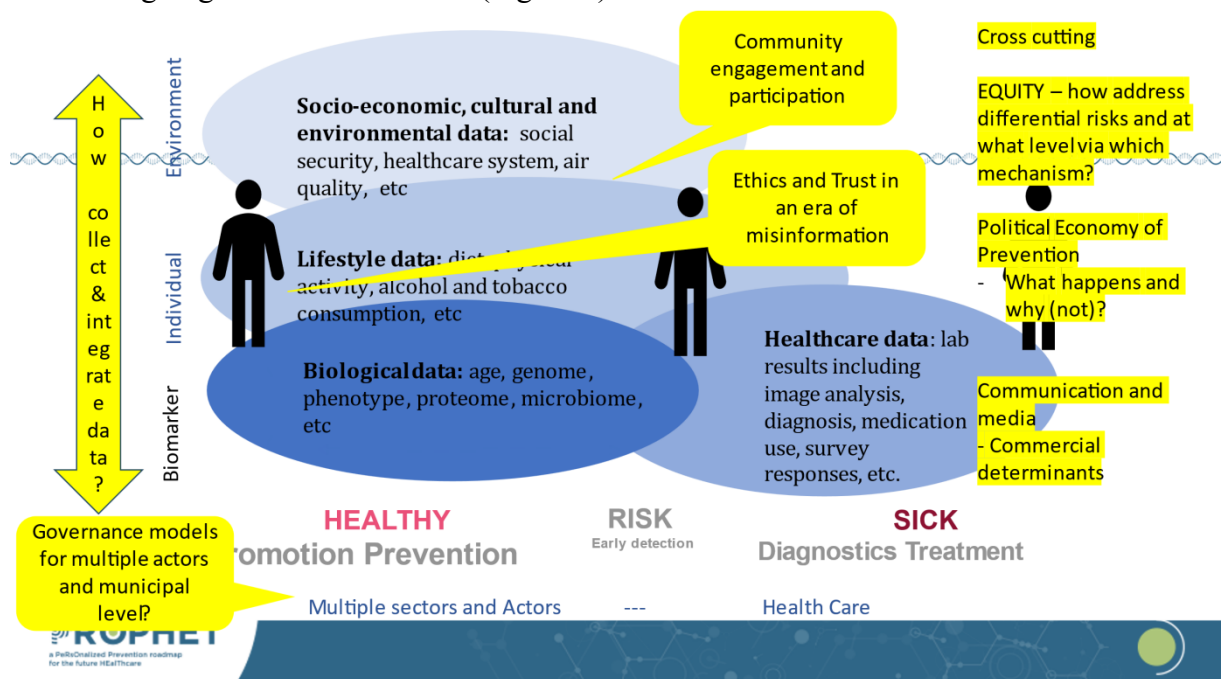 Cross cutting
Community
engagement and
participation
EQUITY – how address
differential risks and at
what level via which
mechanism?
Socio-economic, cultural and
environmental data: social
security, healthcare system, air
quality, etc
Environment
How collect & integrate data?
Ethics and Trust in
an era of
misinformation
Political Economy of
Prevention
- What happens and
why (not)?
Lifestyle data: diet, physical
activity, alcohol and tobacco
consumption, etc
Individual
Healthcare data: lab
results including
image analysis,
diagnosis, medication
use, survey
responses, etc.
Biological data: age, genome,
phenotype, proteome, microbiome,
etc
Biomarker
Communication and
media
- Commercial
determinants
HEALTHY
romotion Prevention
RISK
Early detection
SICK
Diagnostics Treatment
Governance models
for multiple actors
and municipal
level?
Multiple sectors and Actors --- Health Care
PROPHET
a PeRsOnalized Prevention roadmap
for the future HEalThcare